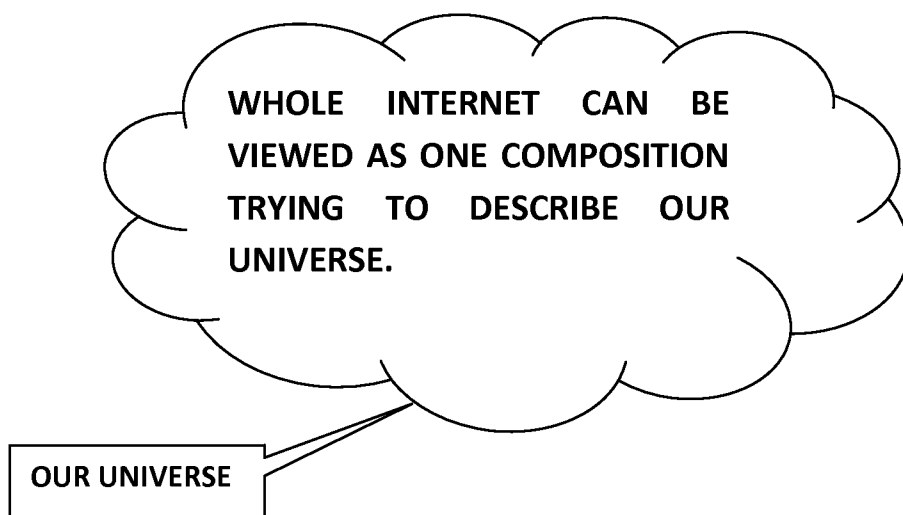 WHOLE INTERNET CAN BE
VIEWED AS ONE COMPOSITION
TRYING TO DESCRIBE OUR
UNIVERSE.
OUR UNIVERSE